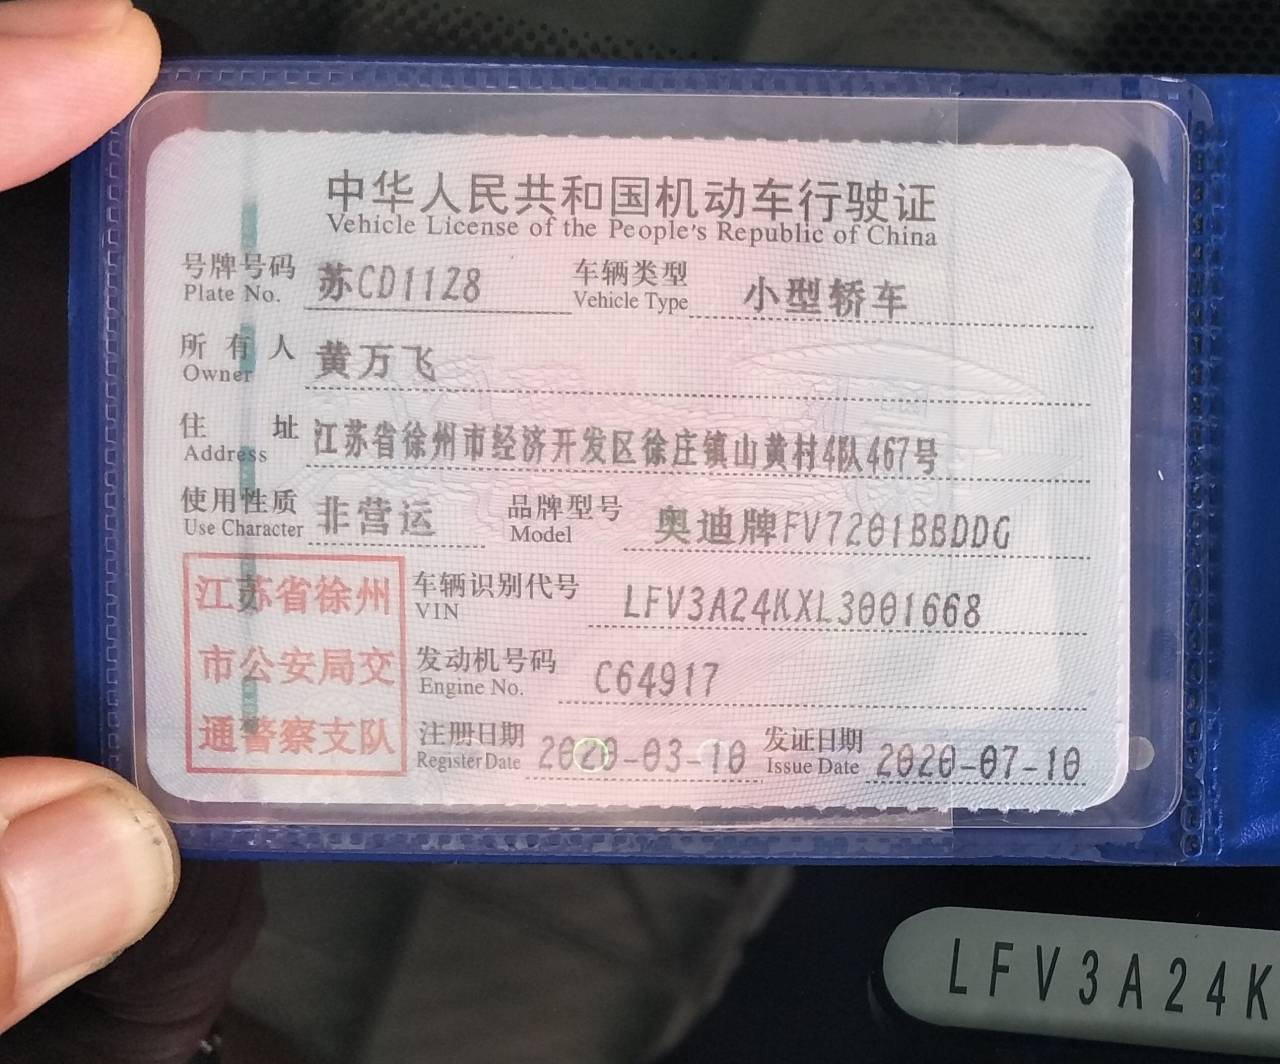 中华人民共和国机动车行驶证
Vehicle License of the People's Republic of China
号牌号码 苏CD1128 车辆类型 小型轿车
Plate No. Vehicle Type
所有人 黄万飞
Owner
住址 江苏省徐州市经济开发区徐庄镇山黄村4队467号
Address
使用性质 非营运 品牌型号 奥迪牌FV7201BBDDG
Use Character Model
江苏省徐州
市公安局交
通警察支队
车辆识别代号 LFV3A24KXL3001668
VIN
发动机号码 C64917
Engine No.
注册日期 2020-03-10 发证日期 2020-07-10
Register Date Issue Date
LFV3A24K